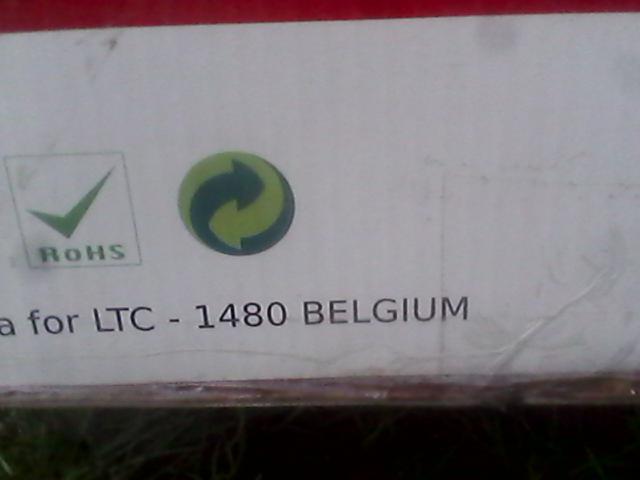 RoHS
a for LTC - 1480 BELGIUM